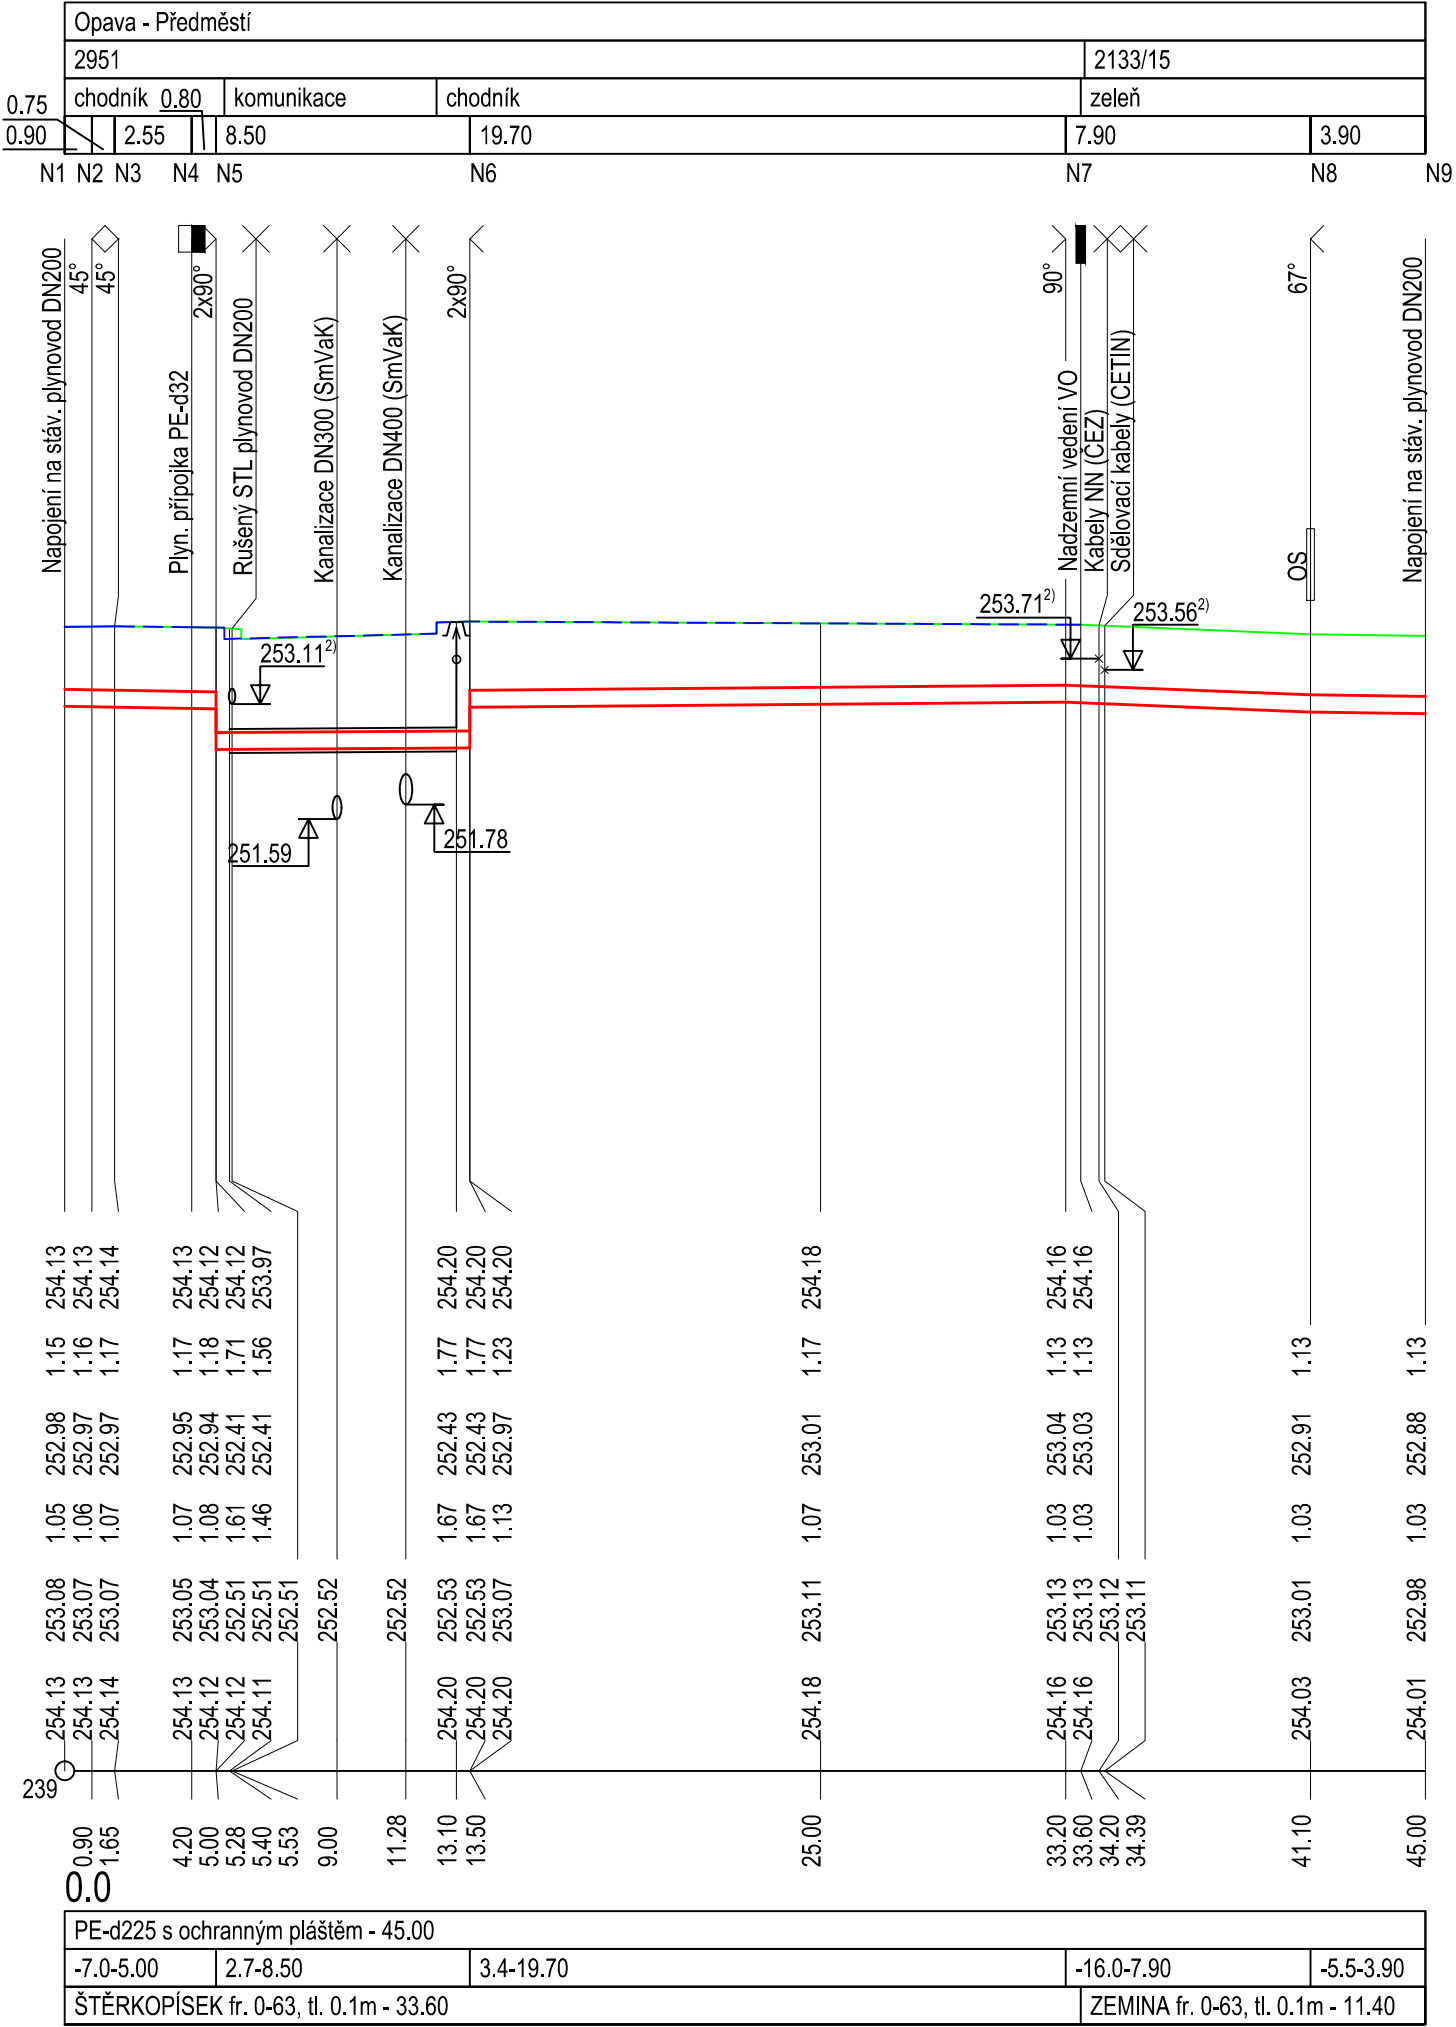 Opava - Předměstí
2951 2133/15
chodník 0.80 komunikace chodník zeleň
0.75
0.90 2.55 8.50 19.70 7.90 3.90
N1 N2 N3 N4 N5 N6 N7 N8 N9
Napojení na stáv. plynovod DN200
45°
45°
Plyn. přípojka PE-d32
2x90°
Rušený STL plynovod DN200
Kanalizace DN300 (SmVaK)
Kanalizace DN400 (SmVaK)
2x90°
90°
Nadzemní vedení VO
Kabely NN (ČEZ)
Sdělovací kabely (CETIN)
67°
OS
Napojení na stáv. plynovod DN200
253.71²⁾
253.56²⁾
253.11²⁾
251.59
251.78
254.13 254.13 254.14 254.13 254.12 254.12 253.97 254.20 254.20 254.20 254.18 254.16 254.16
1.15 1.16 1.17 1.17 1.18 1.71 1.56 1.77 1.77 1.23 1.17 1.13 1.13 1.13 1.13
252.98 252.97 252.97 252.95 252.94 252.41 252.41 252.43 252.43 252.97 253.01 253.04 253.03 252.91 252.88
1.05 1.06 1.07 1.07 1.08 1.61 1.46 1.67 1.67 1.13 1.07 1.03 1.03 1.03 1.03
253.08 253.07 253.07 253.05 253.04 252.51 252.51 252.51 252.52 252.52 252.53 252.53 253.07 253.11 253.13 253.13 253.12 253.11 253.01 252.98
254.13 254.13 254.14 254.13 254.12 254.12 254.11 254.20 254.20 254.20 254.18 254.16 254.16 254.03 254.01
239
0.90 1.65 4.20 5.00 5.28 5.40 5.53 9.00 11.28 13.10 13.50 25.00 33.20 33.60 34.20 34.39 41.10 45.00
0.0
PE-d225 s ochranným pláštěm - 45.00
-7.0-5.00 2.7-8.50 3.4-19.70 -16.0-7.90 -5.5-3.90
ŠTĚRKOPÍSEK fr. 0-63, tl. 0.1m - 33.60 ZEMINA fr. 0-63, tl. 0.1m - 11.40